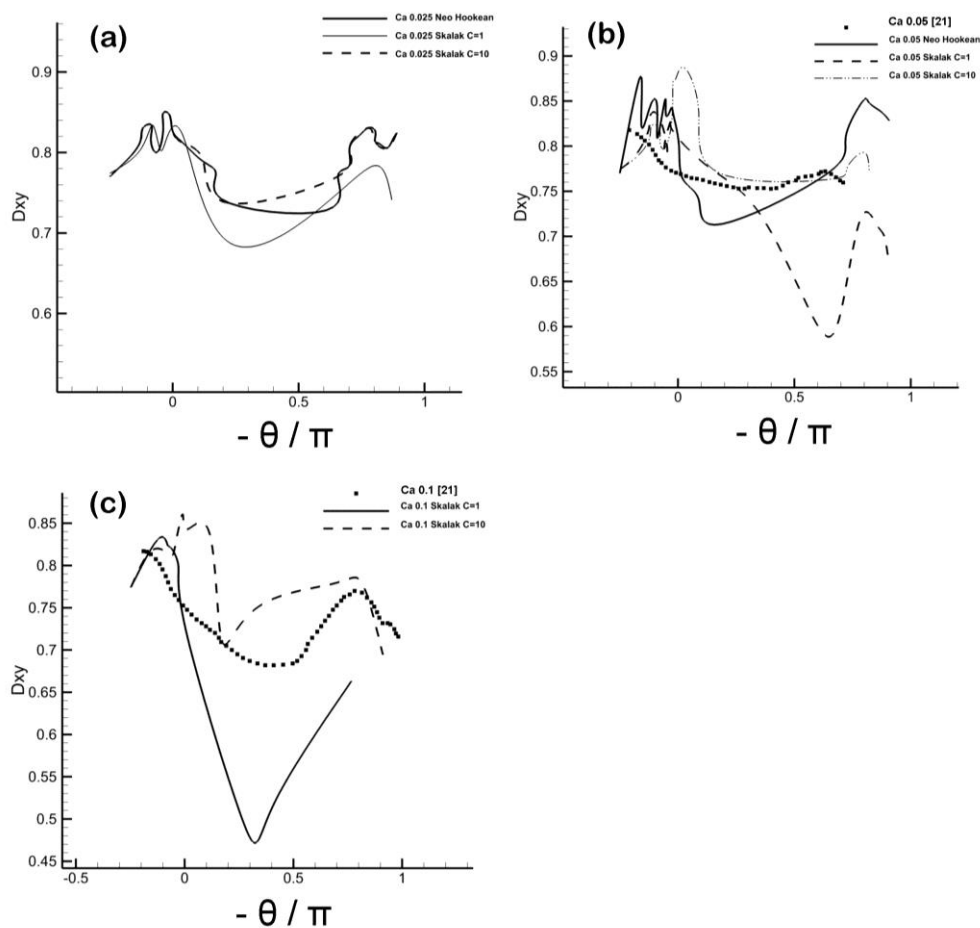 (a)
Ca 0.025 Neo Hookean
Ca 0.025 Skalak C=1
Ca 0.025 Skalak C=10
0.9
0.8
0.7
0.6
Dxy
0
0.5
1
- θ / π
(b)
Ca 0.05 [21]
Ca 0.05 Neo Hookean
Ca 0.05 Skalak C=1
Ca 0.05 Skalak C=10
0.9
0.85
0.8
0.75
0.7
0.65
0.6
0.55
Dxy
0
0.5
1
- θ / π
(c)
Ca 0.1 [21]
Ca 0.1 Skalak C=1
Ca 0.1 Skalak C=10
0.85
0.8
0.75
0.7
0.65
0.6
0.55
0.5
0.45
Dxy
-0.5
0
0.5
1
- θ / π